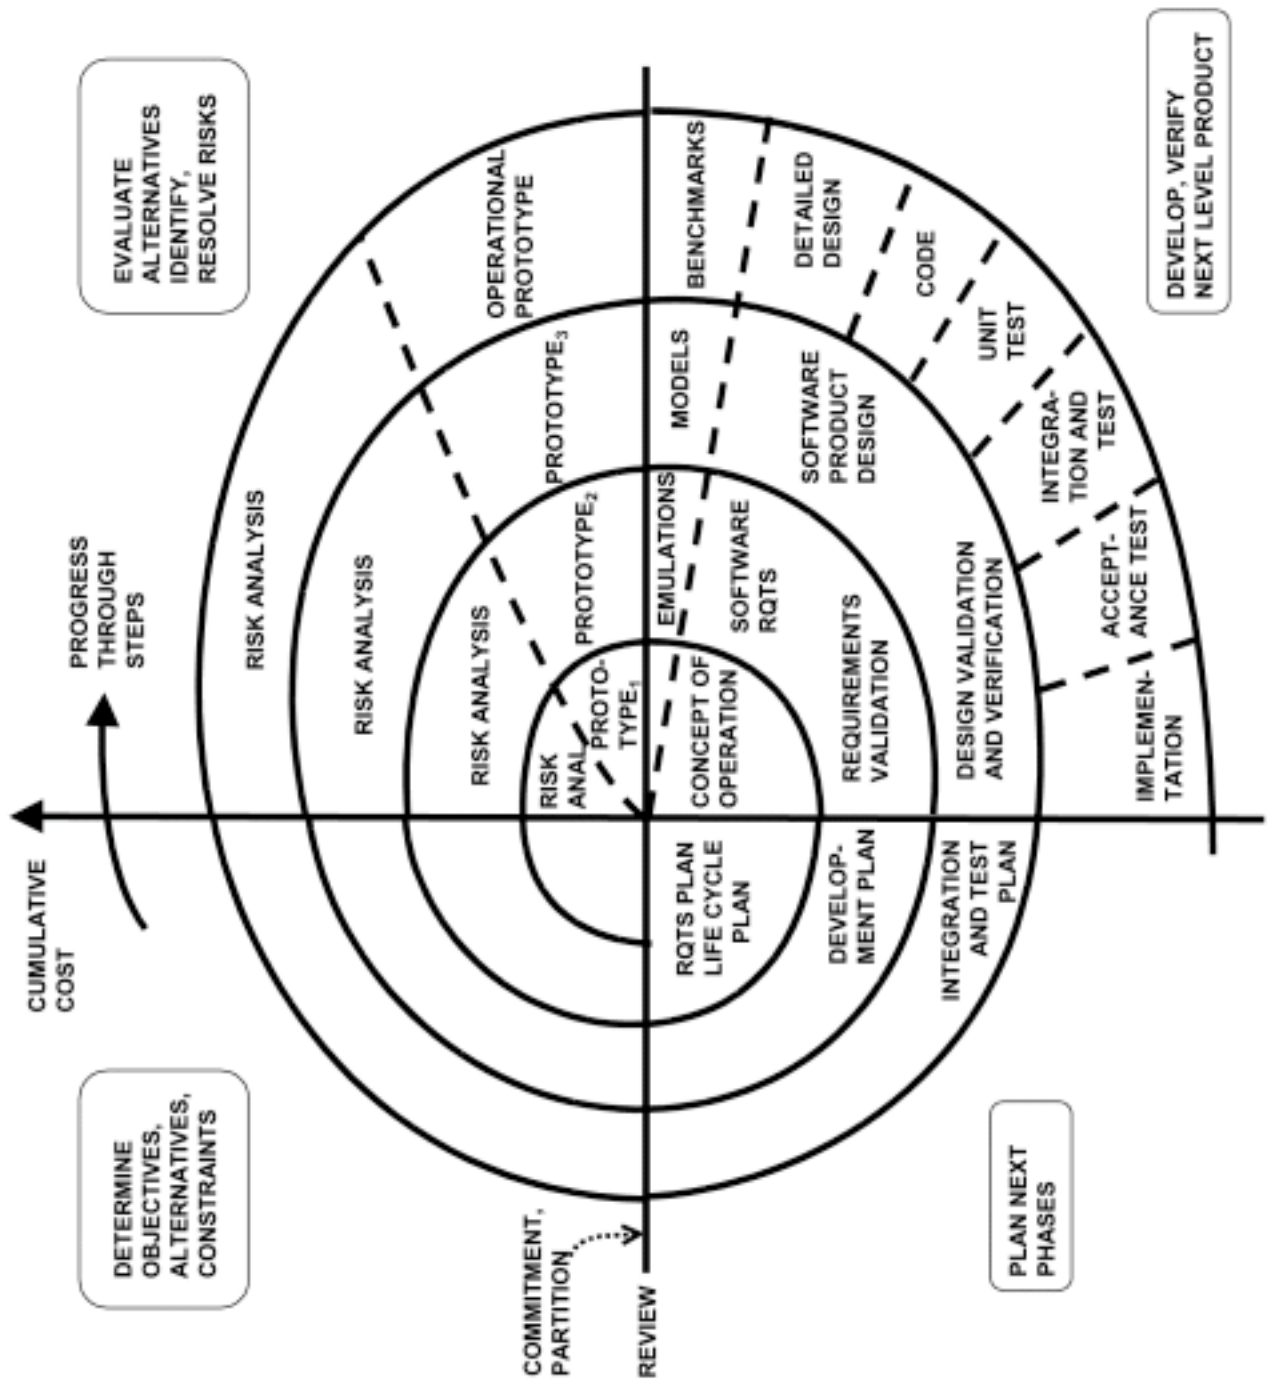 CUMULATIVE
COST
PROGRESS
THROUGH
STEPS
DETERMINE
OBJECTIVES,
ALTERNATIVES,
CONSTRAINTS
EVALUATE
ALTERNATIVES
IDENTIFY,
RESOLVE RISKS
RISK ANALYSIS
RISK ANALYSIS
RISK ANALYSIS
RISK
ANAL
PROTO-
TYPE₁
PROTOTYPE₂
PROTOTYPE₃
OPERATIONAL
PROTOTYPE
COMMITMENT,
PARTITION
REVIEW
EMULATIONS
MODELS
BENCHMARKS
RQTS PLAN
LIFE CYCLE
PLAN
CONCEPT OF
OPERATION
SOFTWARE
RQTS
SOFTWARE
PRODUCT
DESIGN
DETAILED
DESIGN
DEVELOP-
MENT PLAN
REQUIREMENTS
VALIDATION
CODE
UNIT
TEST
INTEGRATION
AND TEST
PLAN
DESIGN VALIDATION
AND VERIFICATION
INTEGRA-
TION AND
TEST
ACCEPT-
ANCE TEST
IMPLEMEN-
TATION
PLAN NEXT
PHASES
DEVELOP, VERIFY
NEXT LEVEL PRODUCT